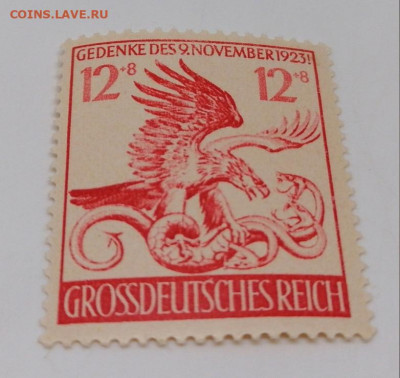 COINS.LAVE.RU
GEDENKE DES 9.NOVEMBER 1923!
12+8 12+8
GROSSDEUTSCHES REICH